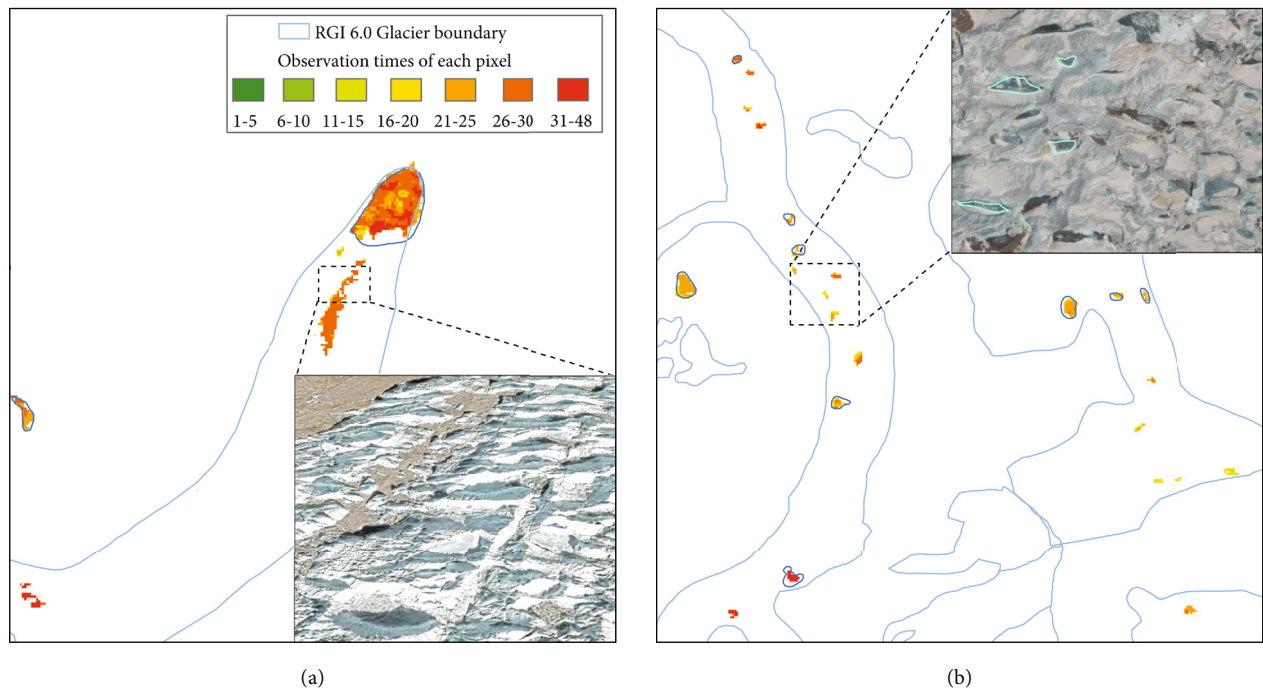 RGI 6.0 Glacier boundary
Observation times of each pixel
1-5 6-10 11-15 16-20 21-25 26-30 31-48
(a) (b)